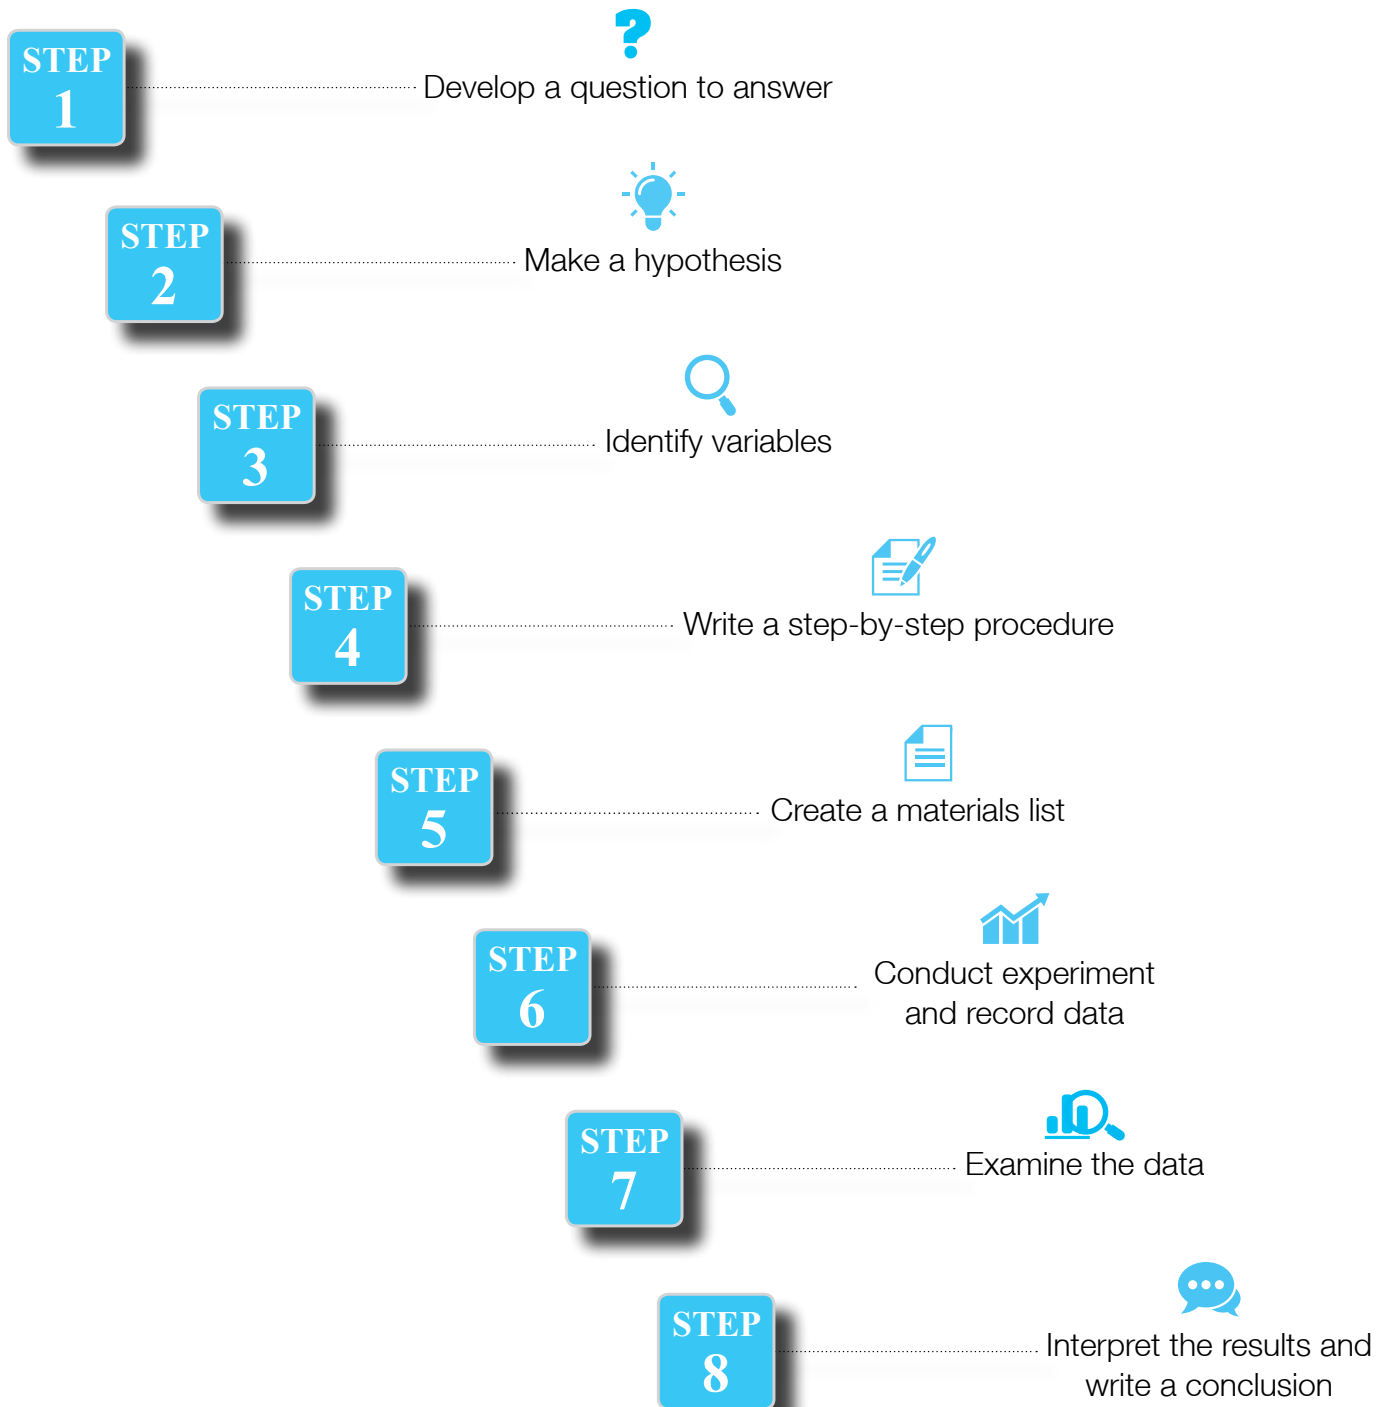 ?
STEP
1
Develop a question to answer
STEP
2
Make a hypothesis
STEP
3
Identify variables
STEP
4
Write a step-by-step procedure
STEP
5
Create a materials list
STEP
6
Conduct experiment
and record data
STEP
7
Examine the data
STEP
8
Interpret the results and
write a conclusion